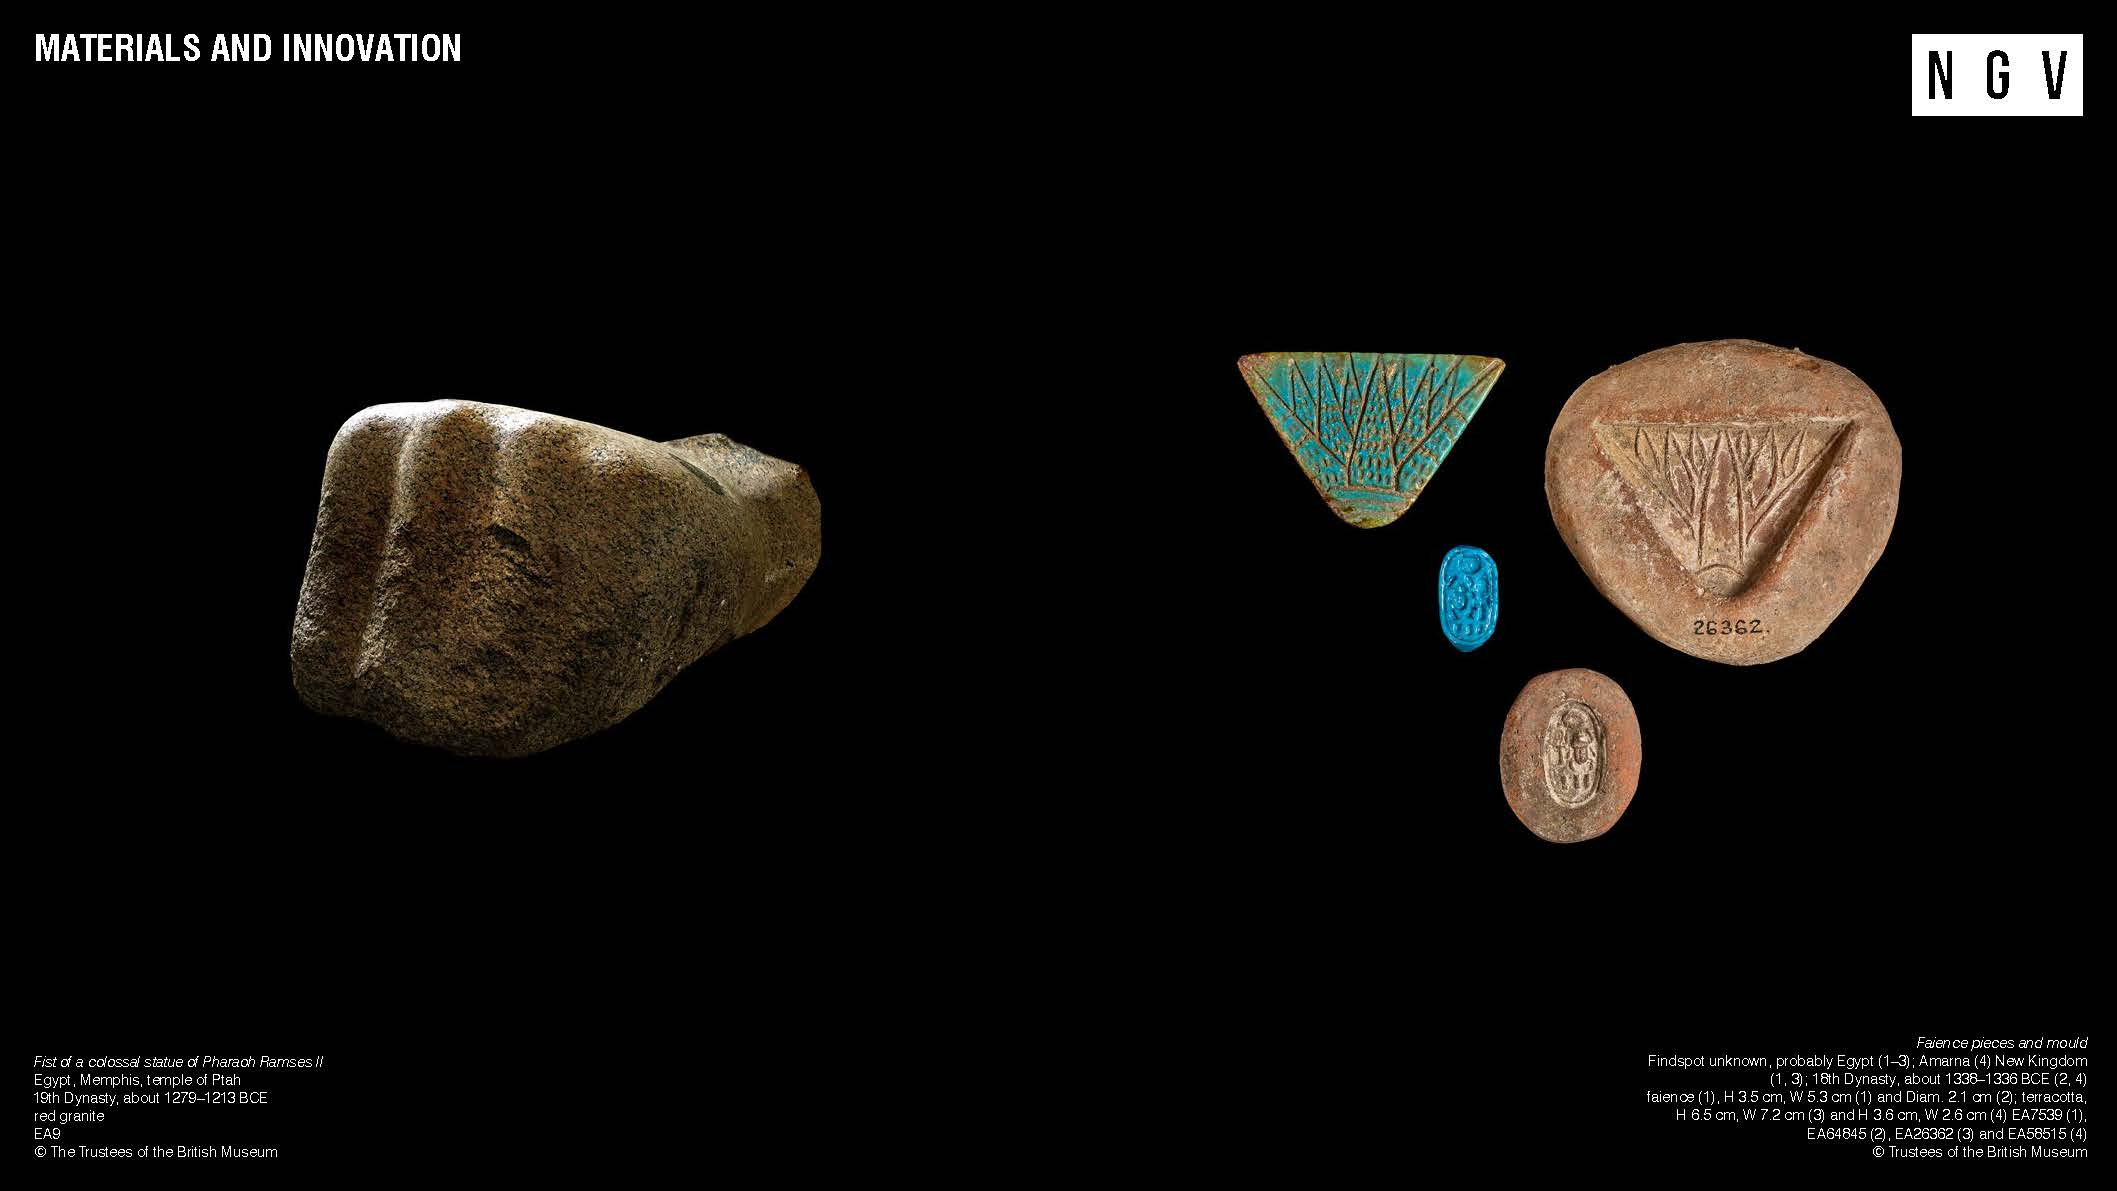 MATERIALS AND INNOVATION
N G V
26362.
Fist of a colossal statue of Pharaoh Ramses II
Egypt, Memphis, temple of Ptah
19th Dynasty, about 1279–1213 BCE
red granite
EA9
© The Trustees of the British Museum
Faience pieces and mould
Findspot unknown, probably Egypt (1–3); Amarna (4) New Kingdom
(1, 3); 18th Dynasty, about 1338–1336 BCE (2, 4)
faience (1), H 3.5 cm, W 5.3 cm (1) and Diam. 2.1 cm (2); terracotta,
H 6.5 cm, W 7.2 cm (3) and H 3.6 cm, W 2.6 cm (4) EA7539 (1),
EA64845 (2), EA26362 (3) and EA58515 (4)
© Trustees of the British Museum